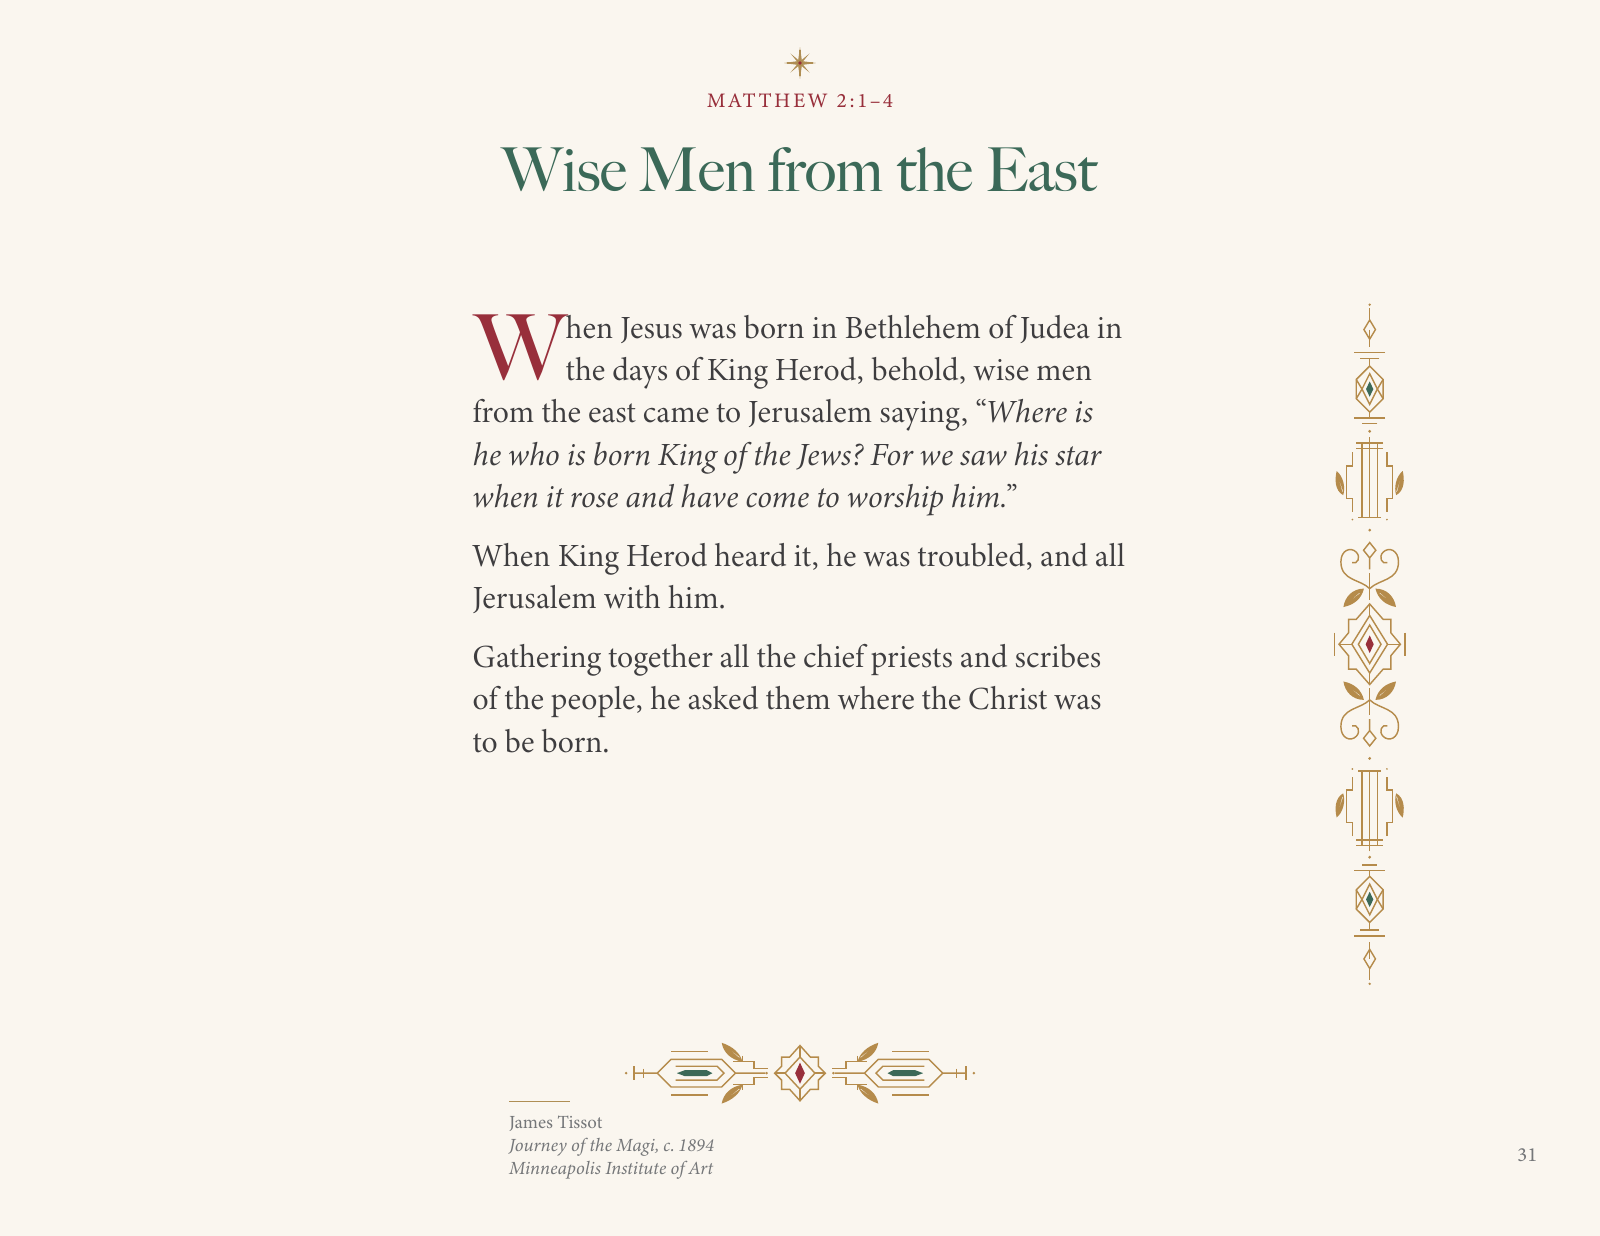 MATTHEW 2:1–4
Wise Men from the East
When Jesus was born in Bethlehem of Judea in
the days of King Herod, behold, wise men
from the east came to Jerusalem saying, “Where is
he who is born King of the Jews? For we saw his star
when it rose and have come to worship him.”
When King Herod heard it, he was troubled, and all
Jerusalem with him.
Gathering together all the chief priests and scribes
of the people, he asked them where the Christ was
to be born.
James Tissot
Journey of the Magi, c. 1894
Minneapolis Institute of Art
31